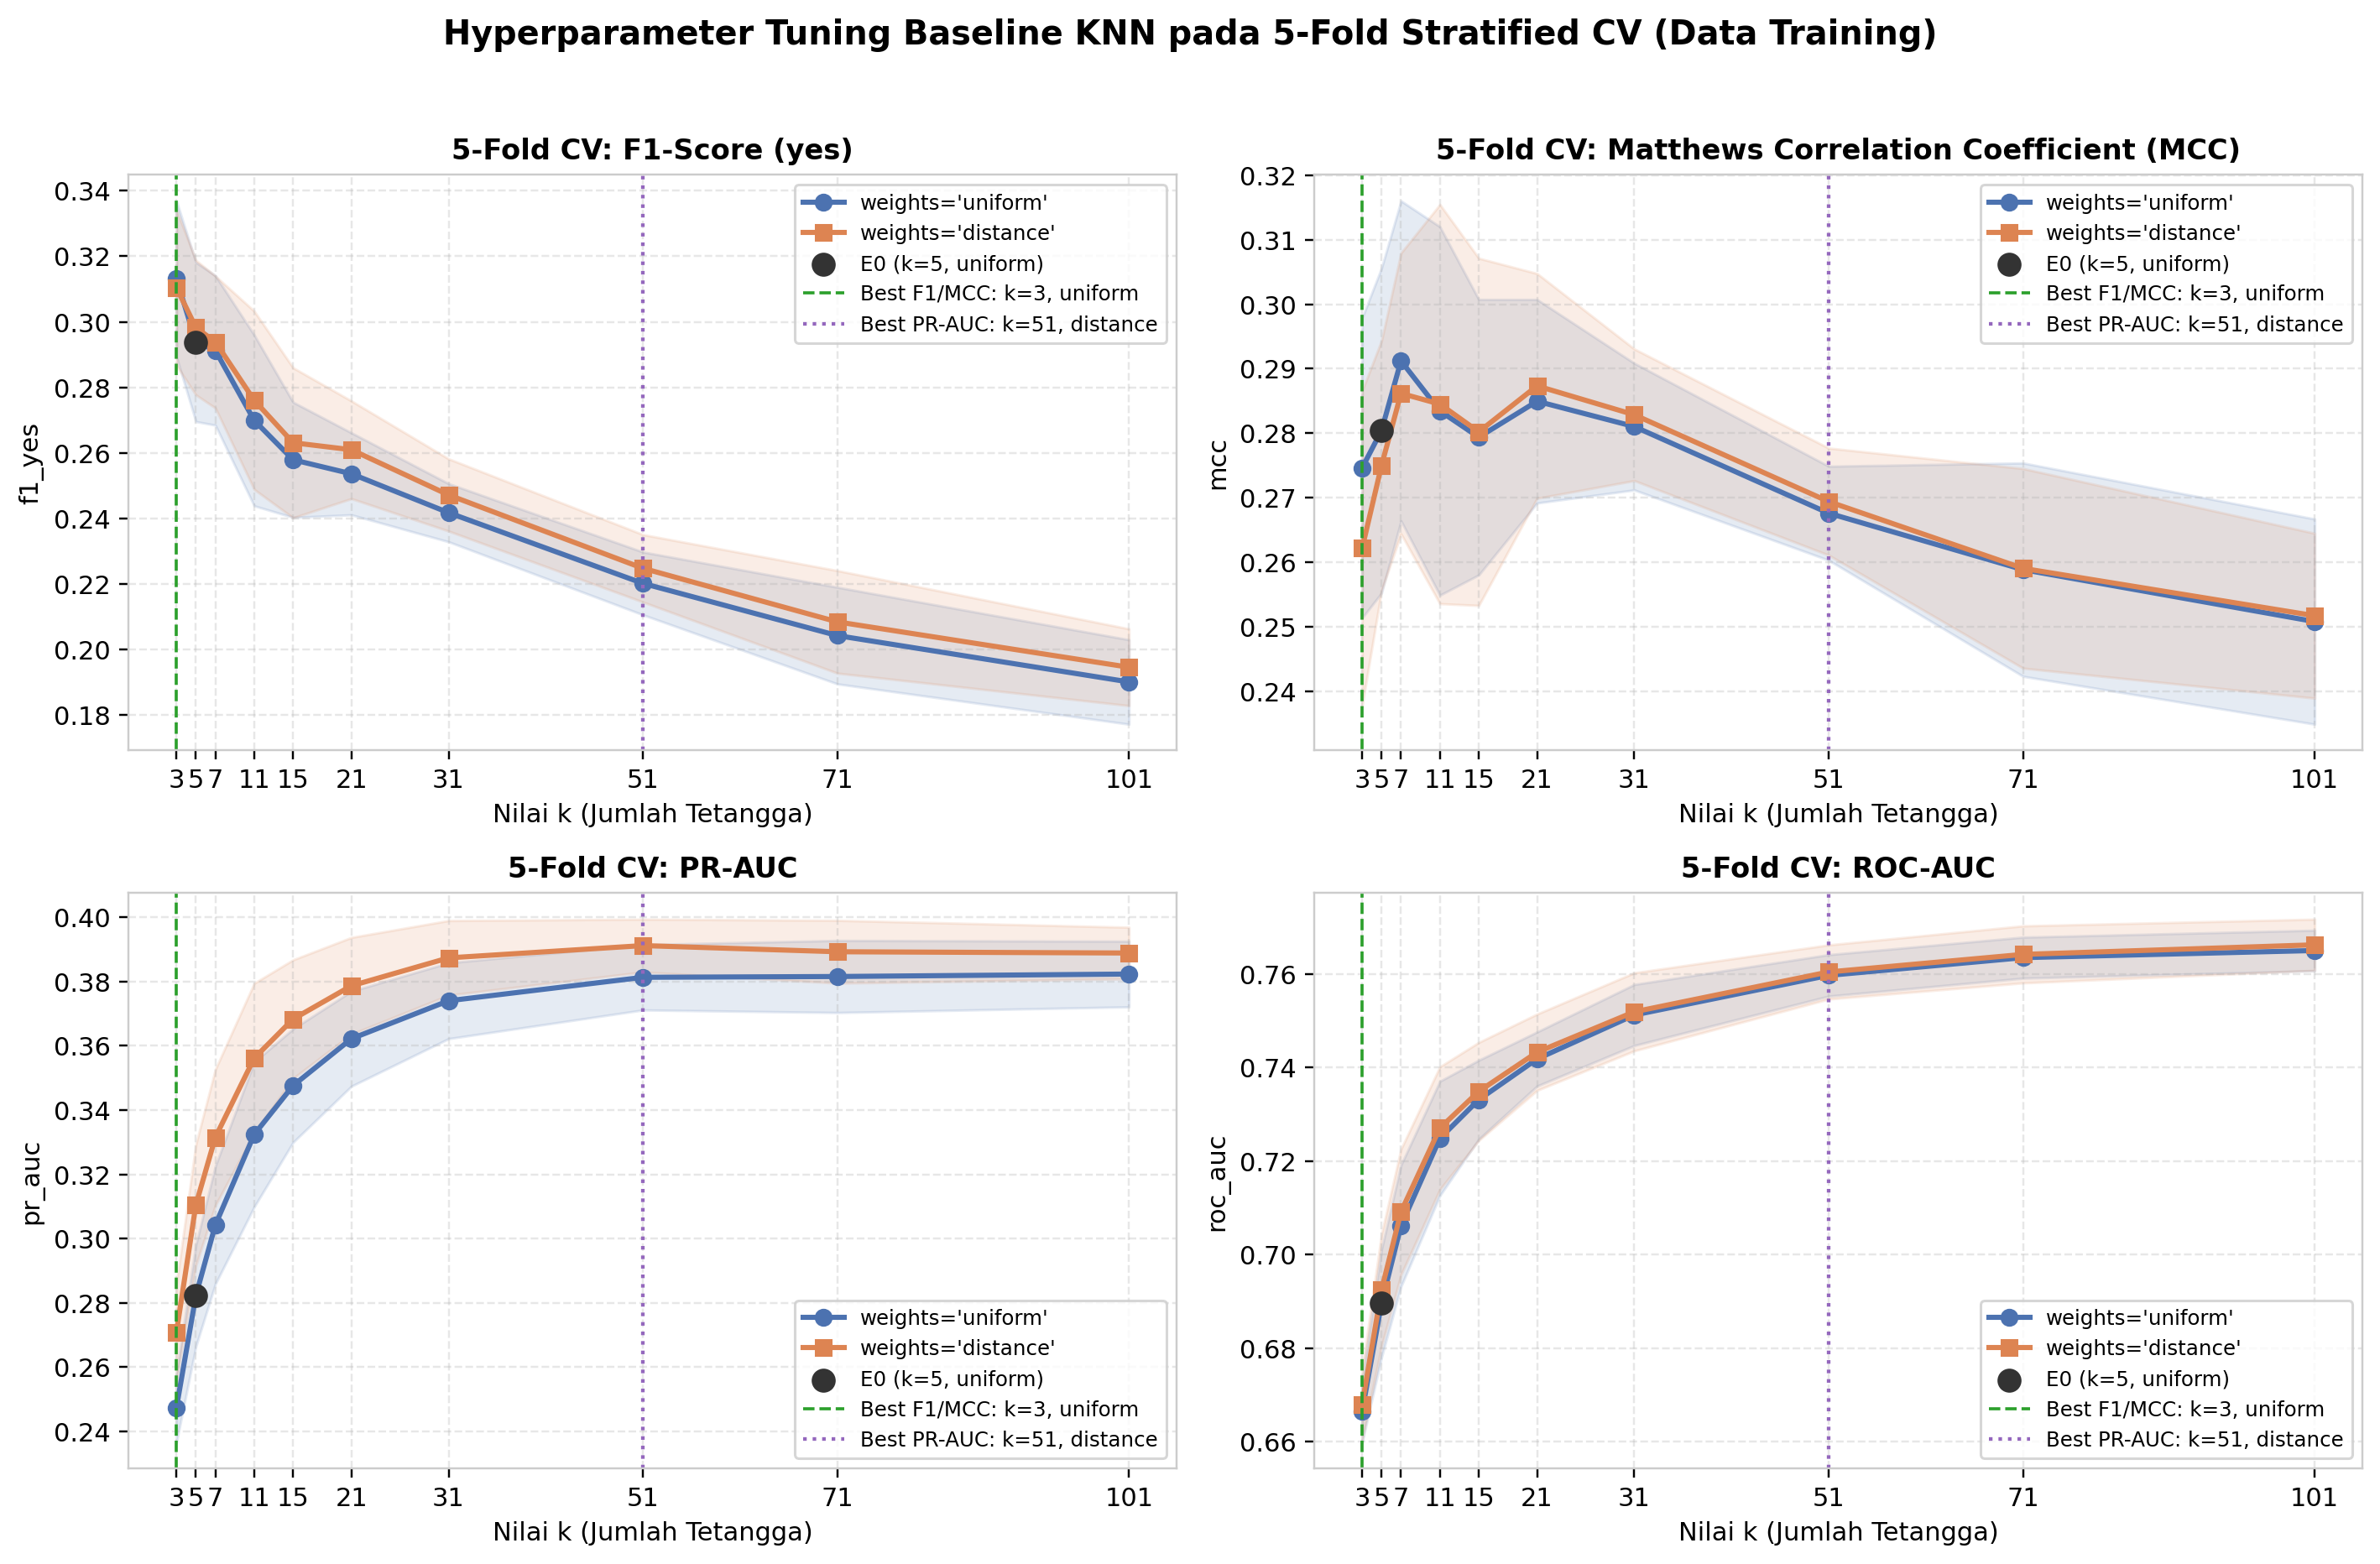 Hyperparameter Tuning Baseline KNN pada 5-Fold Stratified CV (Data Training)
5-Fold CV: F1-Score (yes)
0.34
0.32
0.30
0.28
0.26
0.24
0.22
0.20
0.18
f1_yes
weights='uniform'
weights='distance'
E0 (k=5, uniform)
Best F1/MCC: k=3, uniform
Best PR-AUC: k=51, distance
3 5 7 11 15 21 31 51 71 101
Nilai k (Jumlah Tetangga)
5-Fold CV: Matthews Correlation Coefficient (MCC)
0.32
0.31
0.30
0.29
0.28
0.27
0.26
0.25
0.24
mcc
weights='uniform'
weights='distance'
E0 (k=5, uniform)
Best F1/MCC: k=3, uniform
Best PR-AUC: k=51, distance
3 5 7 11 15 21 31 51 71 101
Nilai k (Jumlah Tetangga)
5-Fold CV: PR-AUC
0.40
0.38
0.36
0.34
0.32
0.30
0.28
0.26
0.24
pr_auc
weights='uniform'
weights='distance'
E0 (k=5, uniform)
Best F1/MCC: k=3, uniform
Best PR-AUC: k=51, distance
3 5 7 11 15 21 31 51 71 101
Nilai k (Jumlah Tetangga)
5-Fold CV: ROC-AUC
0.76
0.74
0.72
0.70
0.68
0.66
roc_auc
weights='uniform'
weights='distance'
E0 (k=5, uniform)
Best F1/MCC: k=3, uniform
Best PR-AUC: k=51, distance
3 5 7 11 15 21 31 51 71 101
Nilai k (Jumlah Tetangga)